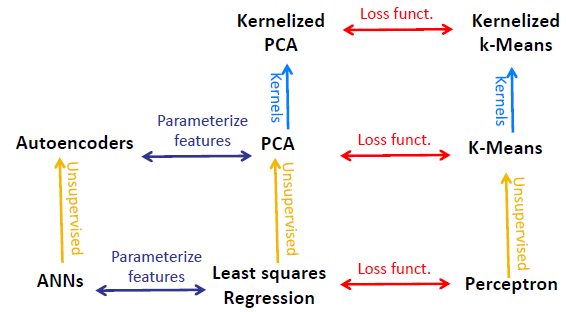 Kernelized
PCA
Loss funct.
Kernelized
k-Means
Kernels
Kernels
Autoencoders
Parameterize
features
PCA
Loss funct.
K-Means
Unsupervised
Unsupervised
Unsupervised
ANNs
Parameterize
features
Least squares
Regression
Loss funct.
Perceptron